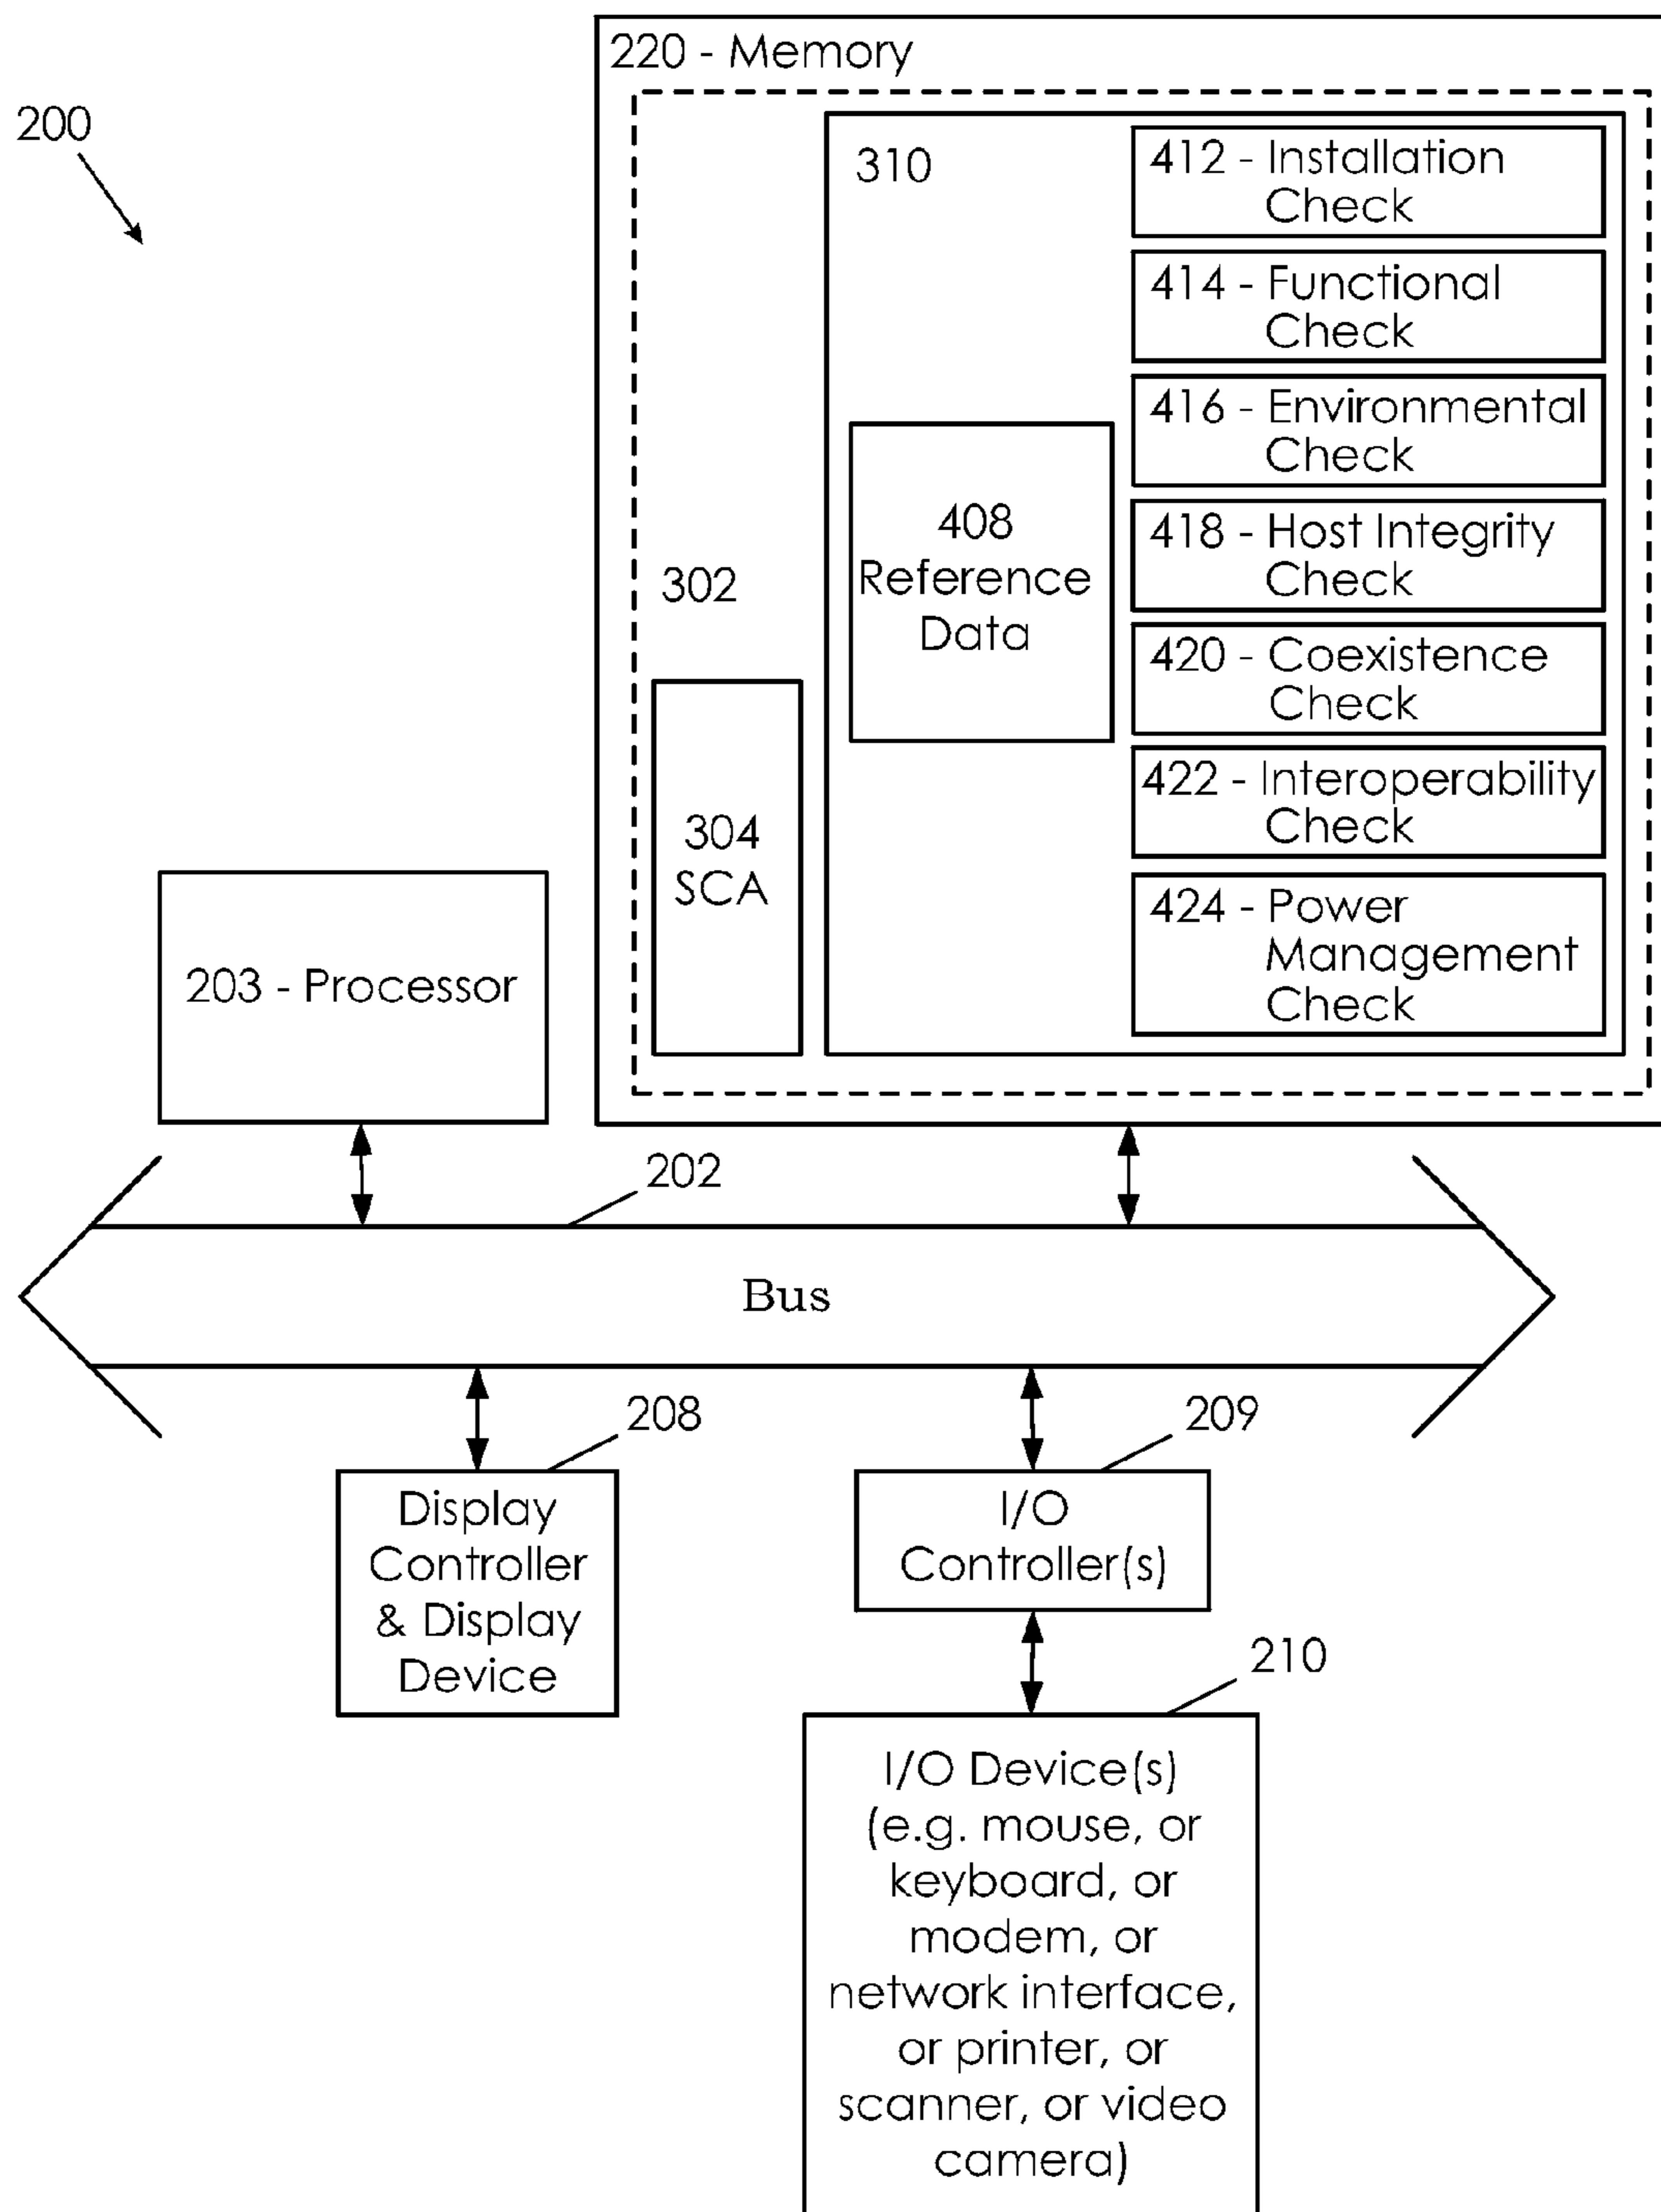 220 - Memory
200
310
412 - Installation
Check
414 - Functional
Check
416 - Environmental
Check
408
Reference
Data
418 - Host Integrity
Check
302
420 - Coexistence
Check
422 - Interoperability
Check
304
SCA
424 - Power
Management
Check
203 - Processor
202
Bus
208
209
Display
Controller
& Display
Device
I/O
Controller(s)
210
I/O Device(s)
(e.g. mouse, or
keyboard, or
modem, or
network interface,
or printer, or
scanner, or video
camera)